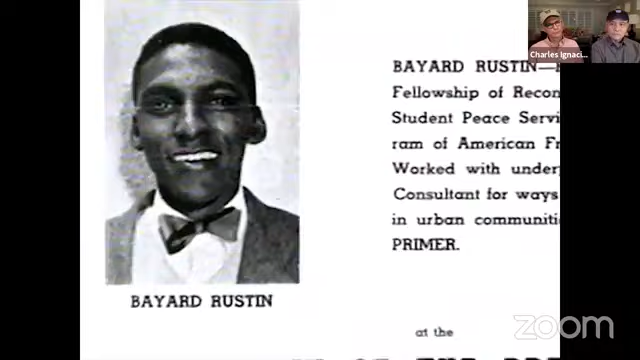 Charles Ignaci...
BAYARD RUSTIN—
Fellowship of Recon
Student Peace Servi
ram of American Fr
Worked with under
Consultant for ways
in urban communiti
PRIMER.
BAYARD RUSTIN
at the
zoom